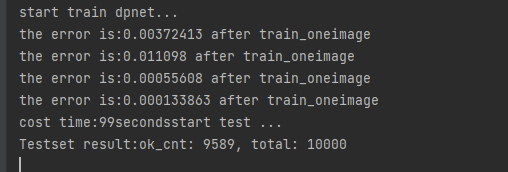 start train dpnet...
the error is:0.00372413 after train_oneimage
the error is:0.011098 after train_oneimage
the error is:0.00055608 after train_oneimage
the error is:0.000133863 after train_oneimage
cost time:99secondsstart test ...
Testset result:ok_cnt: 9589, total: 10000